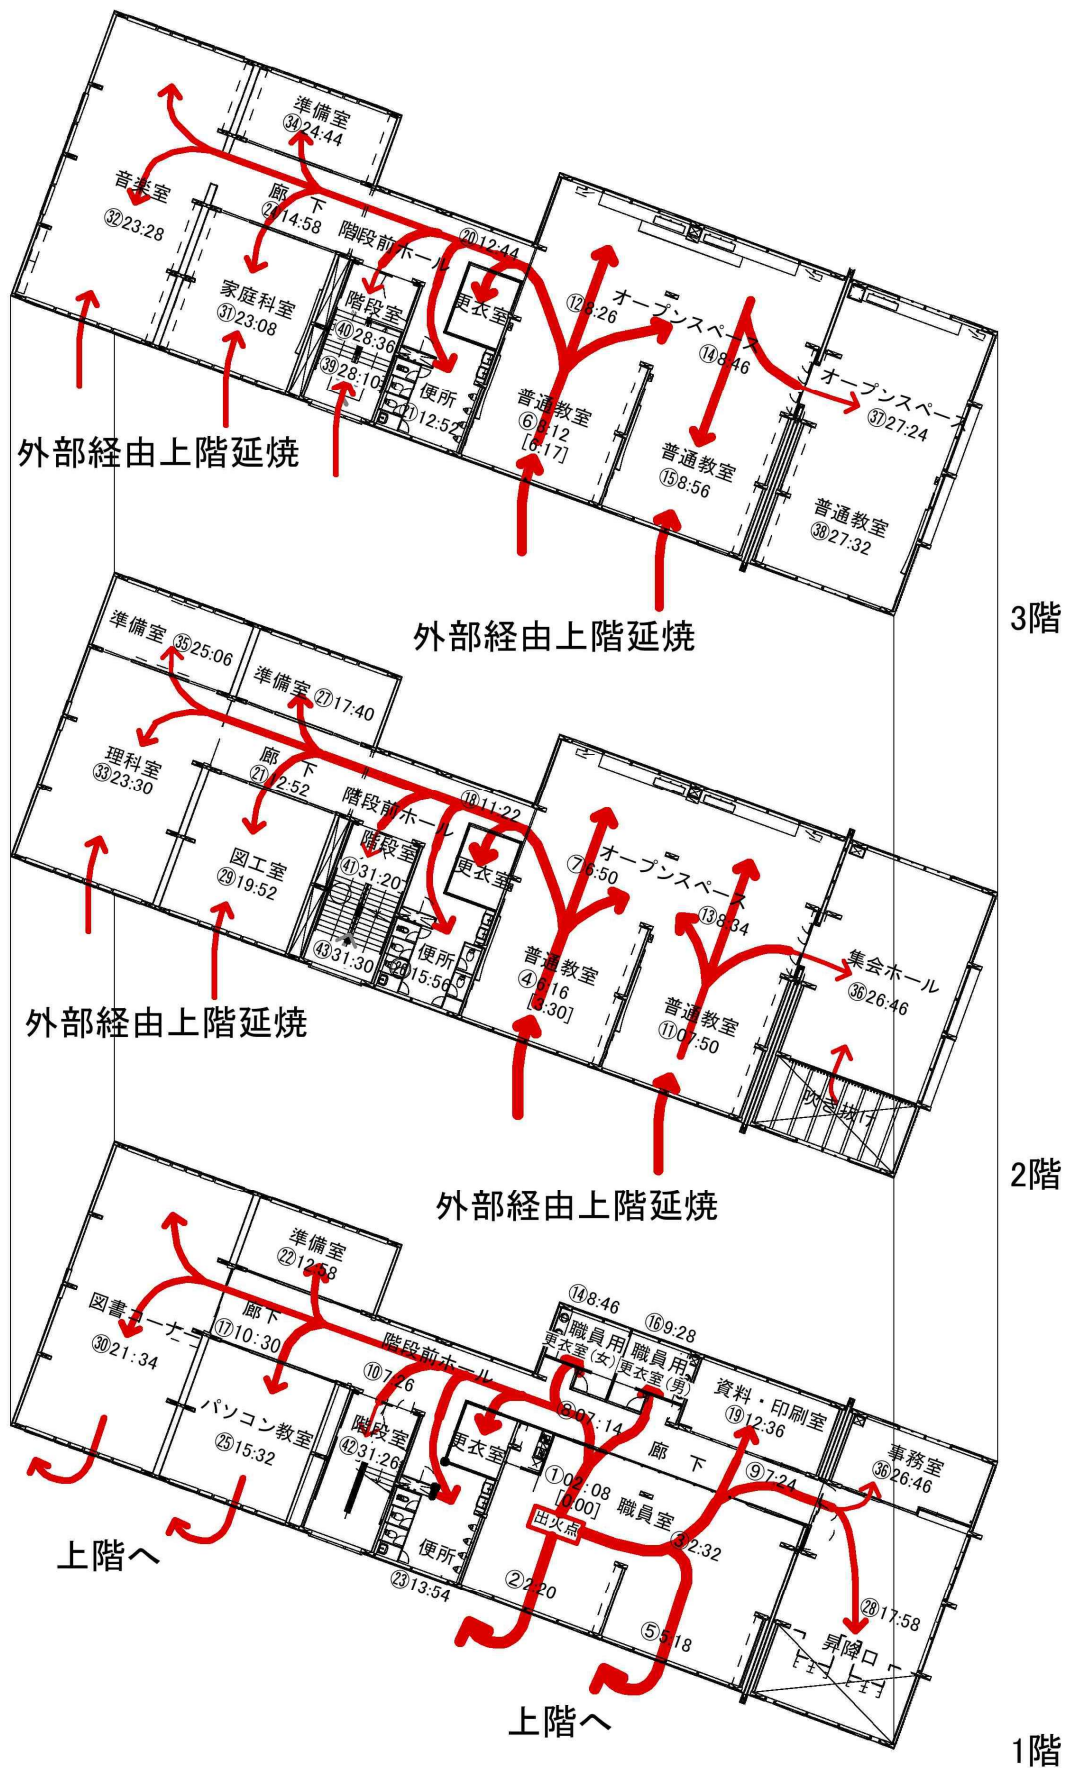 準備室
㉞24:44
音楽室
㉜23:28
廊下
㉔14:58
階段前ホール
⑳12:44
家庭科室
㉛23:08
階段室
㊵28:36
㊴28:10
更衣室
便所
㉑12:52
⑫8:26
オープンスペース
⑭8:46
普通教室
⑥8:12
[6:17]
普通教室
⑮8:56
オープンスペース
㊲27:24
普通教室
㊳27:32
外部経由上階延焼
外部経由上階延焼
3階
準備室 ㉟25:06
準備室 ㉗17:40
理科室
㉝23:30
廊下
㉑12:52
階段前ホール
⑱11:22
図工室
㉙19:52
階段室
㊶31:20
㊸31:30
更衣室
便所
㉖15:56
⑦6:50
オープンスペース
⑬8:34
普通教室
④6:16
[3:30]
普通教室
⑪07:50
集会ホール
㊱26:46
吹き抜け
外部経由上階延焼
外部経由上階延焼
2階
準備室
㉒12:58
図書コーナー
㉚21:34
廊下
⑰10:30
階段前ホール
⑩7:26
パソコン教室
㉕15:32
階段室
㊷31:26
更衣室
便所
㉓13:54
⑭8:46
職員用
更衣室(女)
⑯9:28
職員用
更衣室(男)
⑧07:14
資料・印刷室
⑲12:36
廊下
⑨7:24
事務室
㊱26:46
①02:08
[0:00]
出火点
職員室
③2:32
②2:20
⑤5:18
㉘17:58
昇降口
上階へ
上階へ
1階